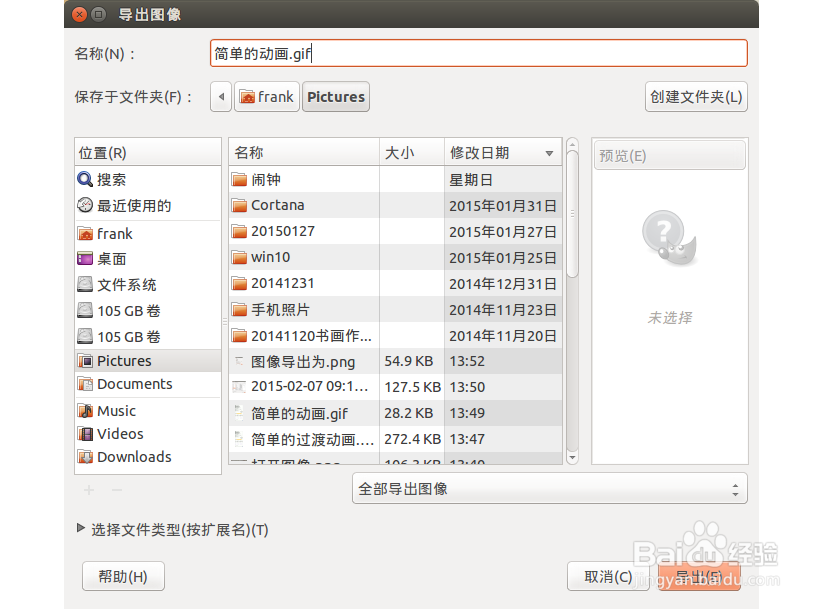 导出图像
名称(N)：
简单的动画.gif
保存于文件夹(F)：
frank
Pictures
创建文件夹(L)
位置(R)
搜索
最近使用的
frank
桌面
文件系统
105 GB 卷
105 GB 卷
Pictures
Documents
Music
Videos
Downloads
名称 大小 修改日期
闹钟 星期日
Cortana 2015年01月31日
20150127 2015年01月27日
win10 2015年01月25日
20141231 2014年12月31日
手机照片 2014年11月23日
20141120书画作... 2014年11月20日
图像导出为.png 54.9 KB 13:52
2015-02-07 09:1... 127.5 KB 13:50
简单的动画.gif 28.2 KB 13:49
简单的过渡动画.... 272.4 KB 13:47
预览(E)
未选择
全部导出图像
选择文件类型(按扩展名)(T)
帮助(H)
取消(C)
导出(E)
Baidu经验
jingyan.baidu.com